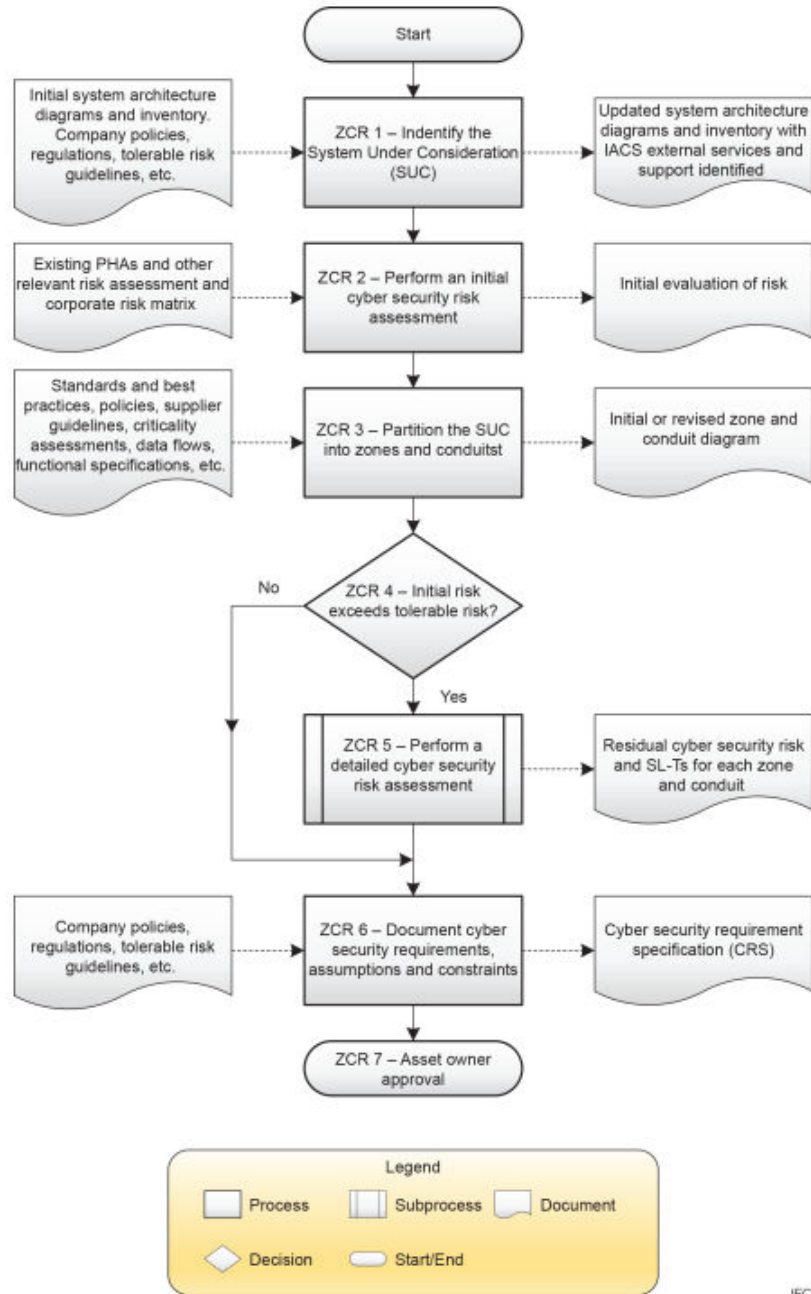 Start
Initial system architecture
diagrams and inventory.
Company policies,
regulations, tolerable risk
guidelines, etc.
ZCR 1 – Indentify the
System Under Consideration
(SUC)
Updated system architecture
diagrams and inventory with
IACS external services and
support identified
Existing PHAs and other
relevant risk assessment and
corporate risk matrix
ZCR 2 – Perform an initial
cyber security risk
assessment
Initial evaluation of risk
Standards and best
practices, policies, supplier
guidelines, criticality
assessments, data flows,
functional specifications, etc.
ZCR 3 – Partition the SUC
into zones and conduitst
Initial or revised zone and
conduit diagram
No
ZCR 4 – Initial risk
exceeds tolerable risk?
Yes
ZCR 5 – Perform a
detailed cyber security
risk assessment
Residual cyber security risk
and SL-Ts for each zone
and conduit
Company policies,
regulations, tolerable risk
guidelines, etc.
ZCR 6 – Document cyber
security requirements,
assumptions and constraints
Cyber security requirement
specification (CRS)
ZCR 7 – Asset owner
approval
Legend
Process
Subprocess
Document
Decision
Start/End
IEC